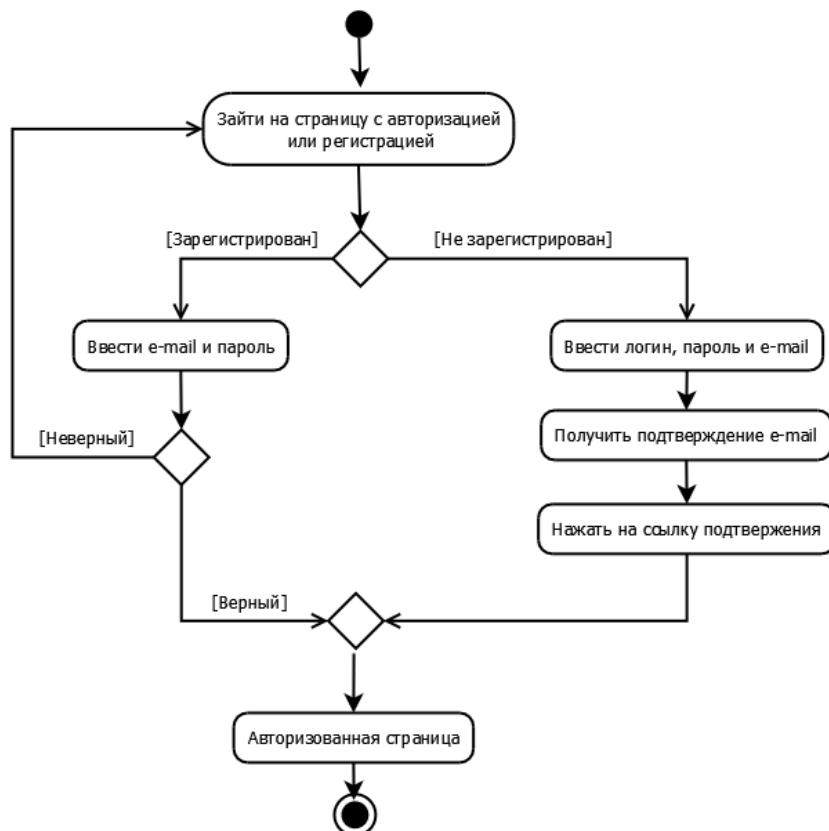 Зайти на страницу с авторизацией
или регистрацией
[Зарегистрирован]
[Не зарегистрирован]
Ввести e-mail и пароль
Ввести логин, пароль и e-mail
[Неверный]
Получить подтверждение e-mail
Нажать на ссылку подтвержения
[Верный]
Авторизованная страница